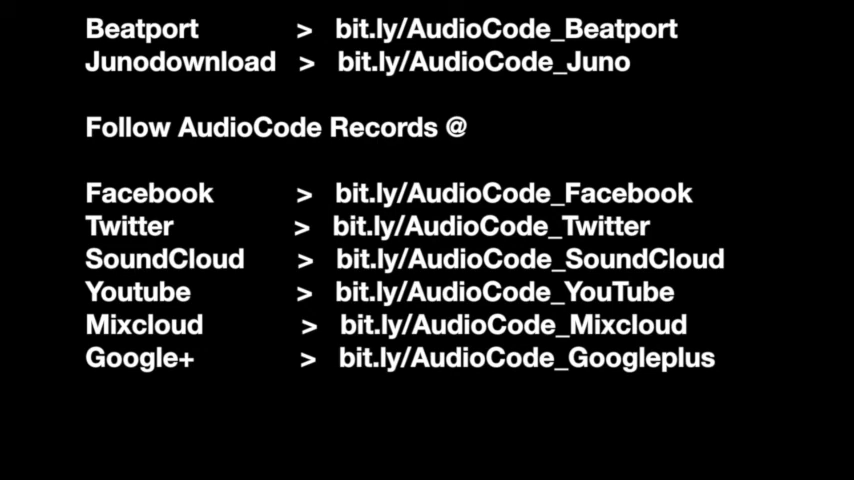 Beatport > bit.ly/AudioCode_Beatport
Junodownload > bit.ly/AudioCode_Juno
Follow AudioCode Records @
Facebook > bit.ly/AudioCode_Facebook
Twitter > bit.ly/AudioCode_Twitter
SoundCloud > bit.ly/AudioCode_SoundCloud
Youtube > bit.ly/AudioCode_YouTube
Mixcloud > bit.ly/AudioCode_Mixcloud
Google+ > bit.ly/AudioCode_Googleplus